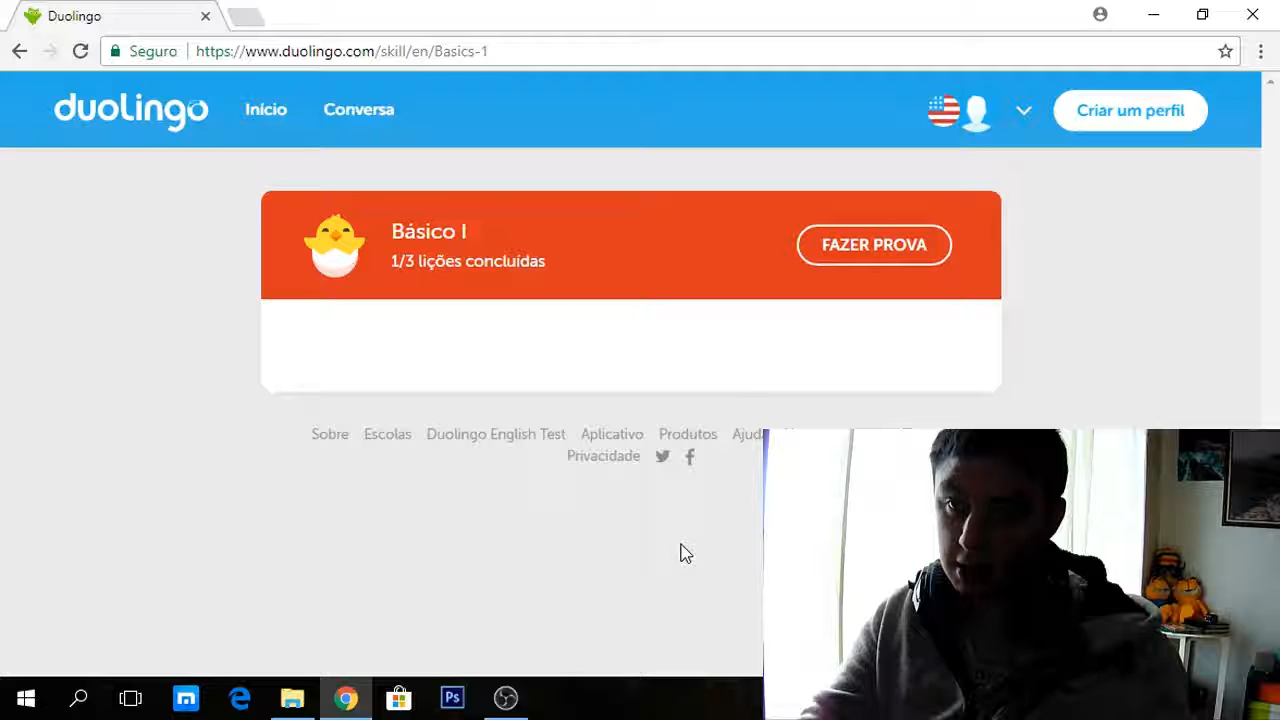 Duolingo
Seguro https://www.duolingo.com/skill/en/Basics-1
duolingo Início Conversa Criar um perfil
Básico I
1/3 lições concluídas
FAZER PROVA
Sobre Escolas Duolingo English Test Aplicativo Produtos
Privacidade
Ps